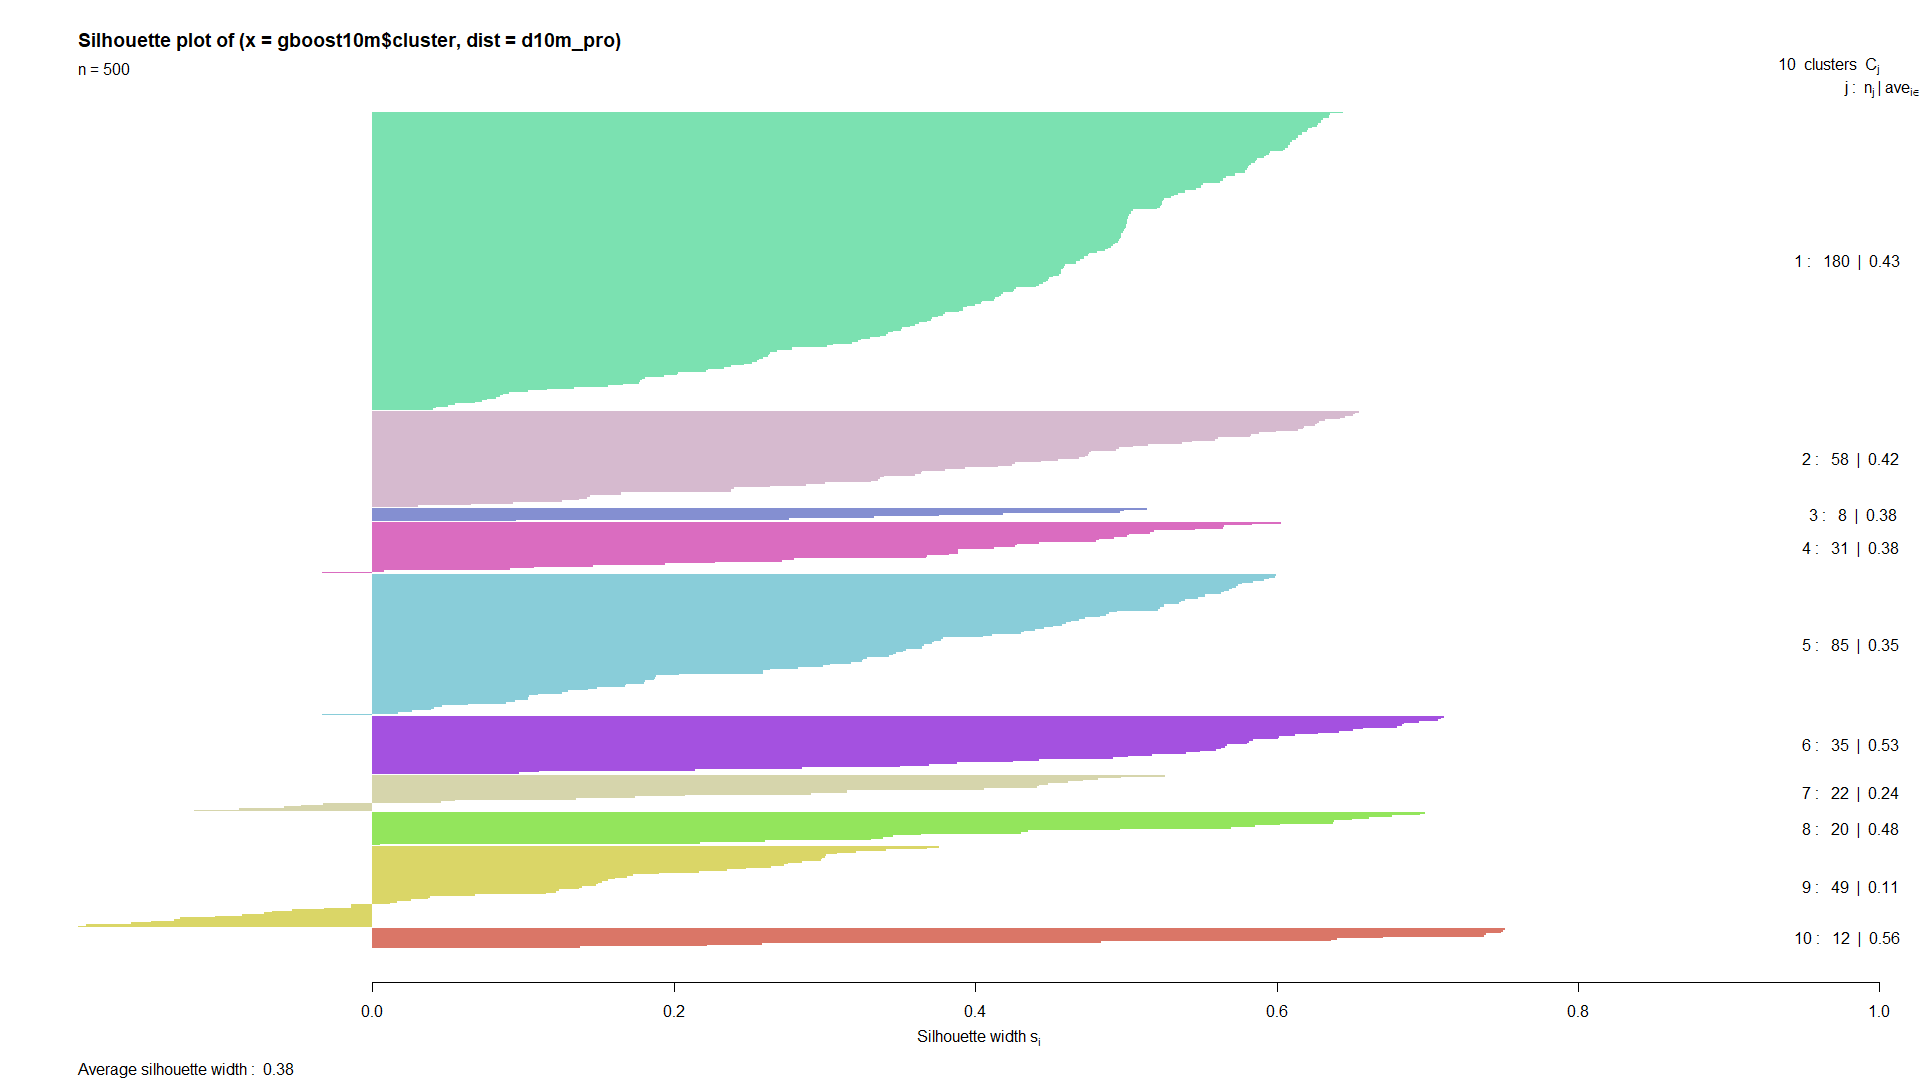 Silhouette plot of (x = gboost10m$cluster, dist = d10m_pro)
n = 500
10 clusters Cj
j : nj | avei∈
1 : 180 | 0.43
2 : 58 | 0.42
3 : 8 | 0.38
4 : 31 | 0.38
5 : 85 | 0.35
6 : 35 | 0.53
7 : 22 | 0.24
8 : 20 | 0.48
9 : 49 | 0.11
10 : 12 | 0.56
0.0 0.2 0.4 0.6 0.8 1.0
Silhouette width si
Average silhouette width : 0.38